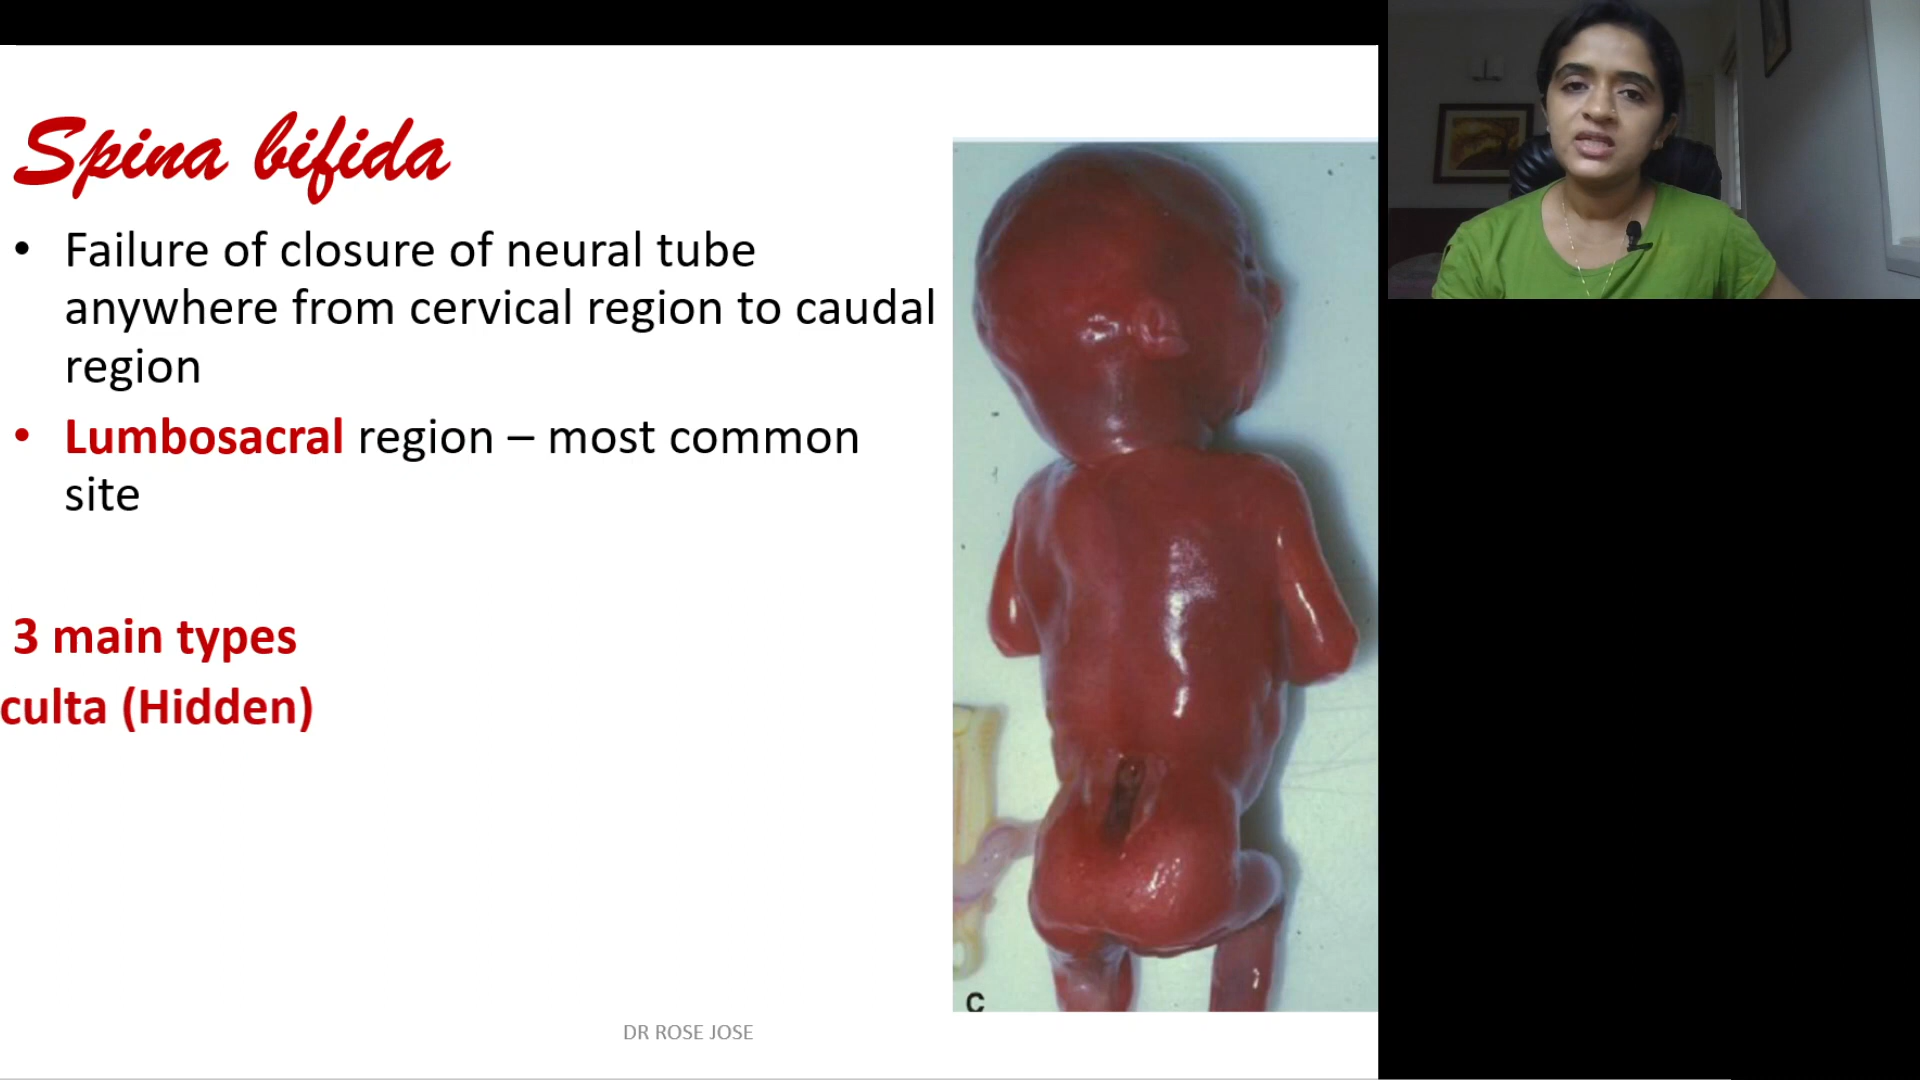 Spina bifida
• Failure of closure of neural tube
anywhere from cervical region to caudal
region
• Lumbosacral region – most common
site
3 main types
culta (Hidden)
C
DR ROSE JOSE